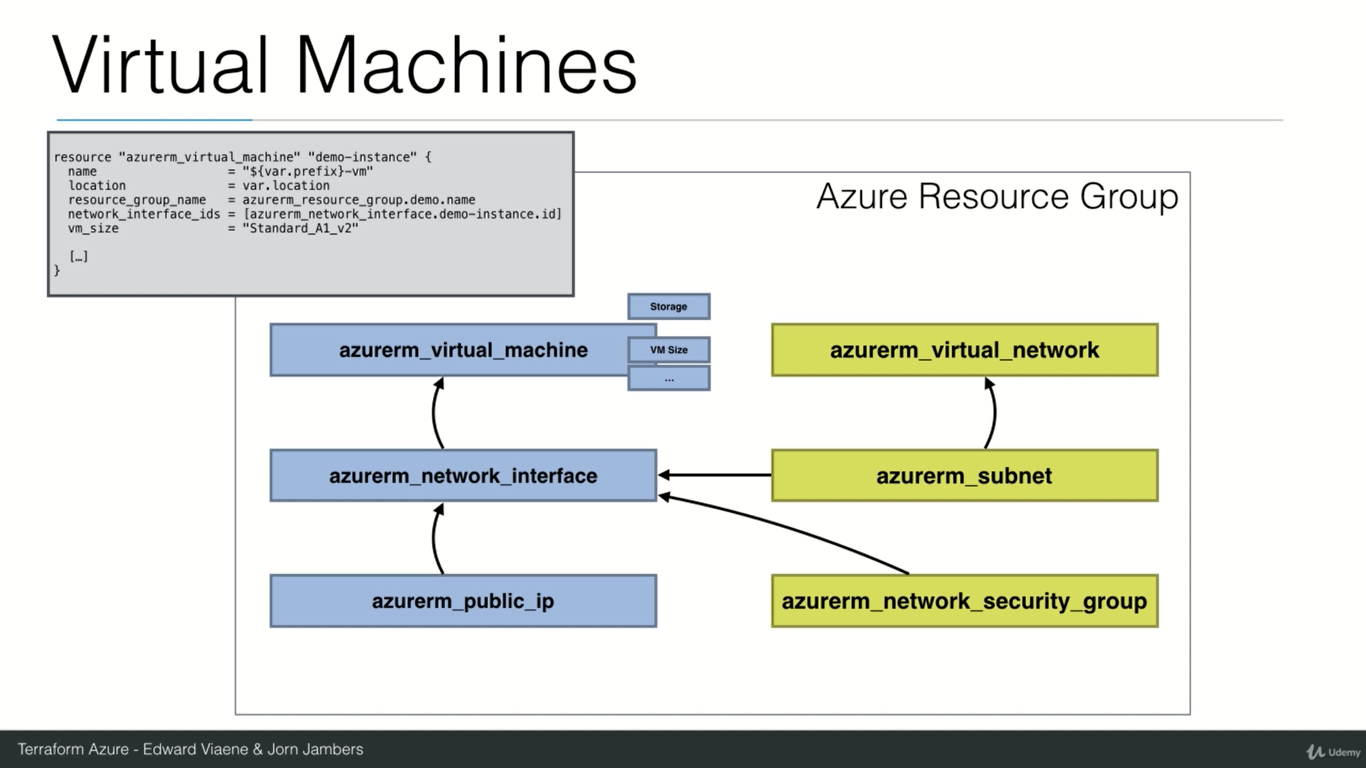 Virtual Machines
resource "azurerm_virtual_machine" "demo-instance" {
  name                  = "${var.prefix}-vm"
  location              = var.location
  resource_group_name   = azurerm_resource_group.demo.name
  network_interface_ids = [azurerm_network_interface.demo-instance.id]
  vm_size               = "Standard_A1_v2"
  […]
}
Azure Resource Group
Storage
azurerm_virtual_machine
VM Size
...
azurerm_virtual_network
azurerm_network_interface
azurerm_subnet
azurerm_public_ip
azurerm_network_security_group
Terraform Azure - Edward Viaene & Jorn Jambers
Udemy